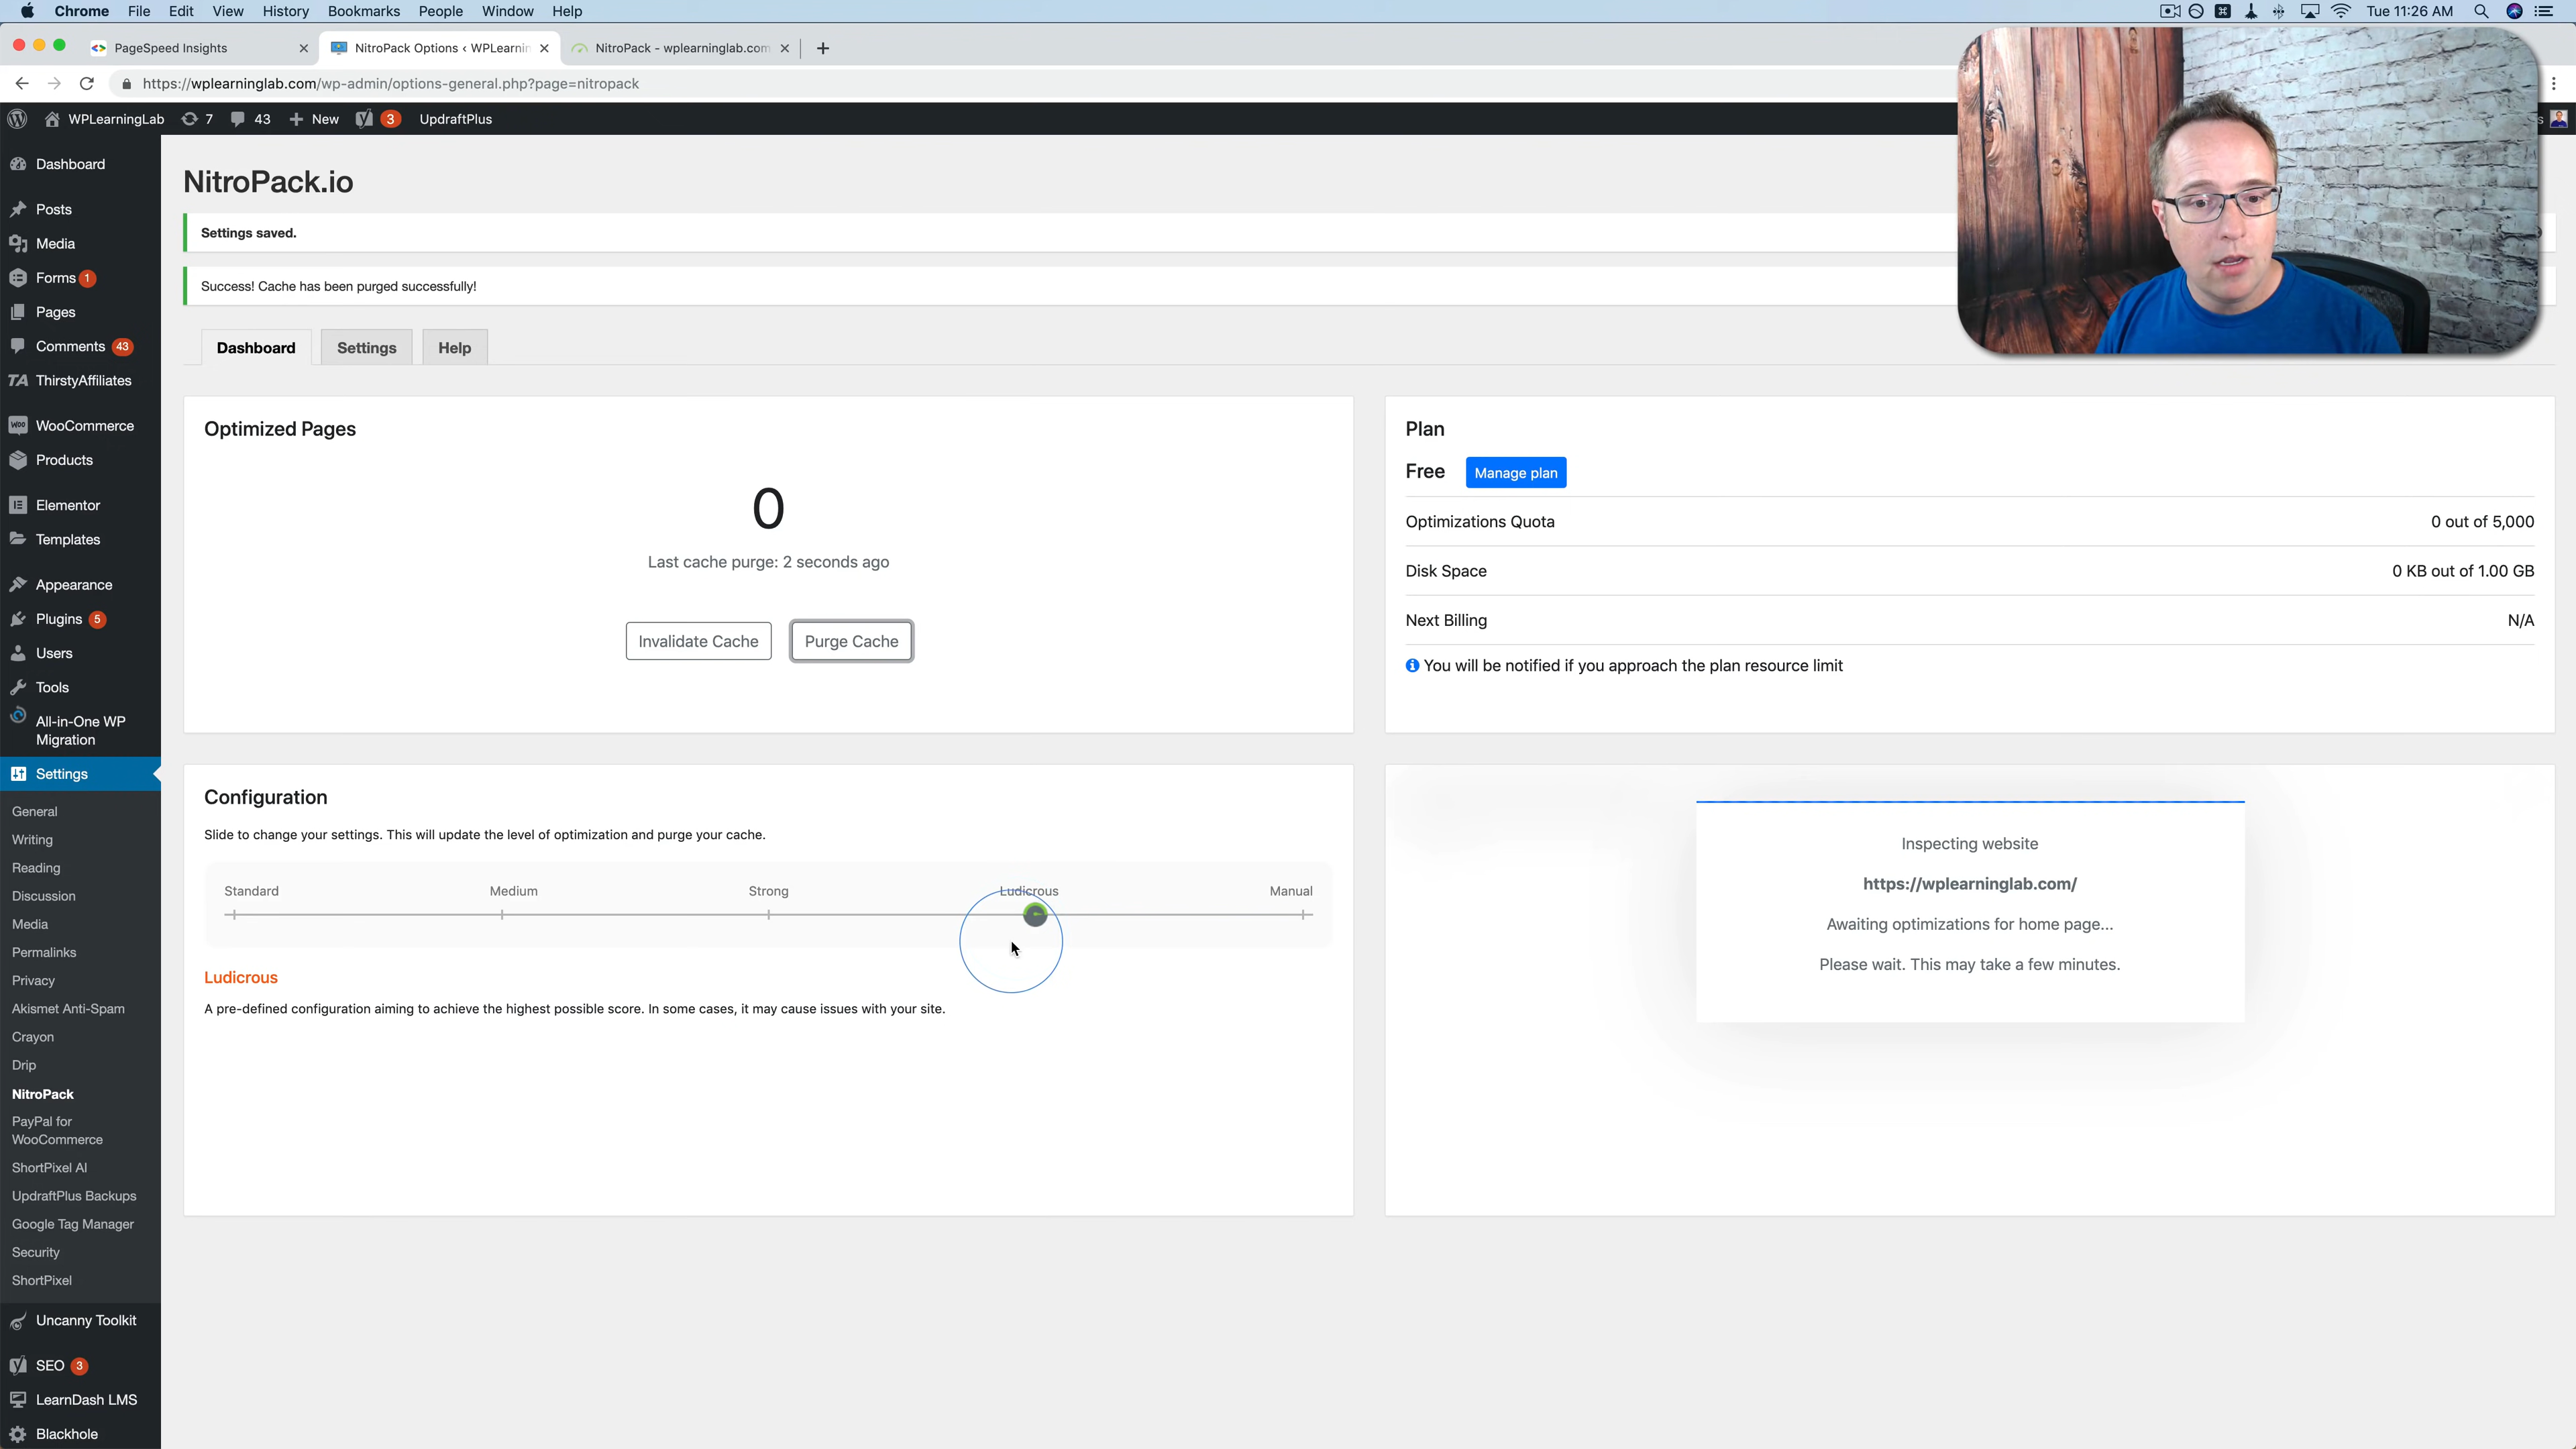 Chrome File Edit View History Bookmarks People Window Help Tue 11:26 AM
PageSpeed Insights NitroPack Options ‹ WPLearnin NitroPack - wplearninglab.com
https://wplearninglab.com/wp-admin/options-general.php?page=nitropack
WPLearningLab 7 43 New 3 UpdraftPlus s
Dashboard
Posts
Media
Forms 1
Pages
Comments 43
TA ThirstyAffiliates
WooCommerce
Products
Elementor
Templates
Appearance
Plugins 5
Users
Tools
All-in-One WP
Migration
Settings
General
Writing
Reading
Discussion
Media
Permalinks
Privacy
Akismet Anti-Spam
Crayon
Drip
NitroPack
PayPal for
WooCommerce
ShortPixel AI
UpdraftPlus Backups
Google Tag Manager
Security
ShortPixel
Uncanny Toolkit
SEO 3
LearnDash LMS
Blackhole
NitroPack.io
Settings saved.
Success! Cache has been purged successfully!
Dashboard Settings Help
Optimized Pages
0
Last cache purge: 2 seconds ago
Invalidate Cache Purge Cache
Plan
Free Manage plan
Optimizations Quota 0 out of 5,000
Disk Space 0 KB out of 1.00 GB
Next Billing N/A
You will be notified if you approach the plan resource limit
Configuration
Slide to change your settings. This will update the level of optimization and purge your cache.
Standard Medium Strong Ludicrous Manual
Ludicrous
A pre-defined configuration aiming to achieve the highest possible score. In some cases, it may cause issues with your site.
Inspecting website
https://wplearninglab.com/
Awaiting optimizations for home page...
Please wait. This may take a few minutes.